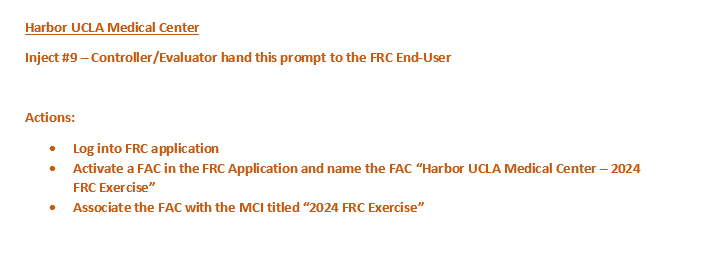 Harbor UCLA Medical Center
Inject #9 – Controller/Evaluator hand this prompt to the FRC End-User
Actions:
• Log into FRC application
• Activate a FAC in the FRC Application and name the FAC “Harbor UCLA Medical Center – 2024
FRC Exercise”
• Associate the FAC with the MCI titled “2024 FRC Exercise”